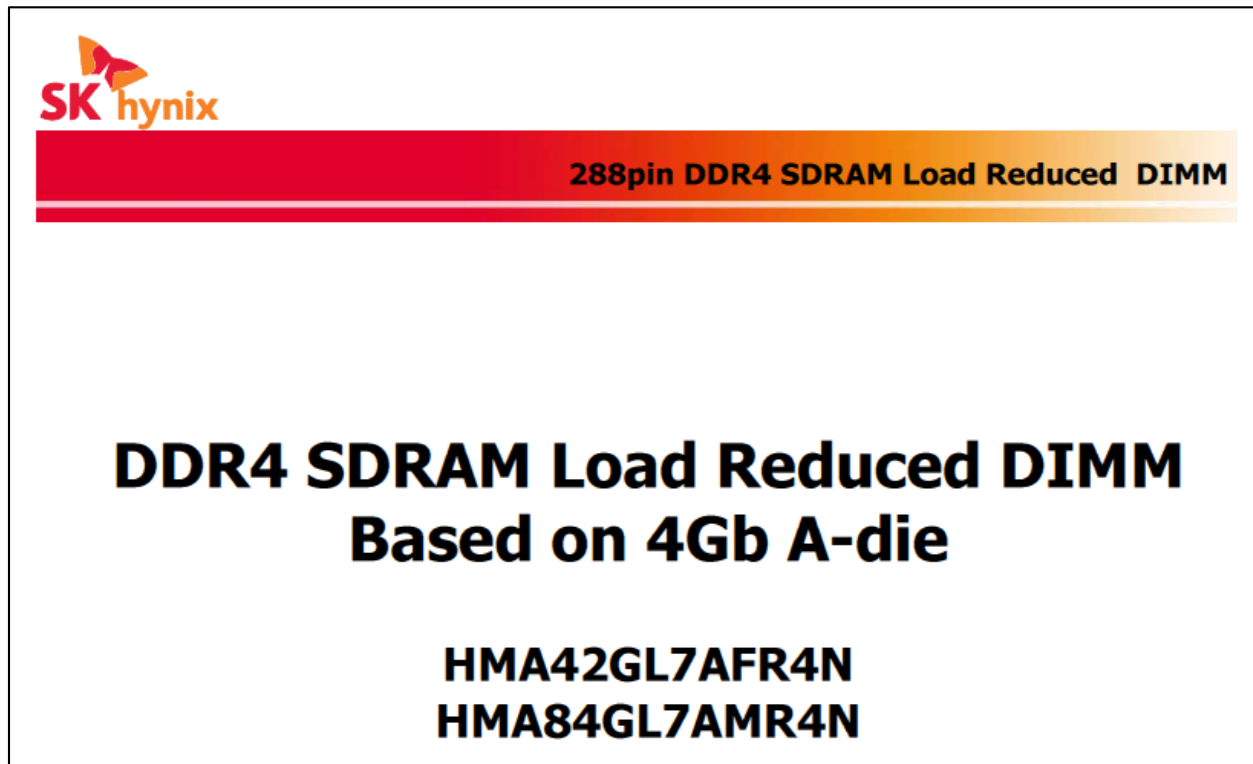 SK hynix
288pin DDR4 SDRAM Load Reduced DIMM
DDR4 SDRAM Load Reduced DIMM
Based on 4Gb A-die
HMA42GL7AFR4N
HMA84GL7AMR4N